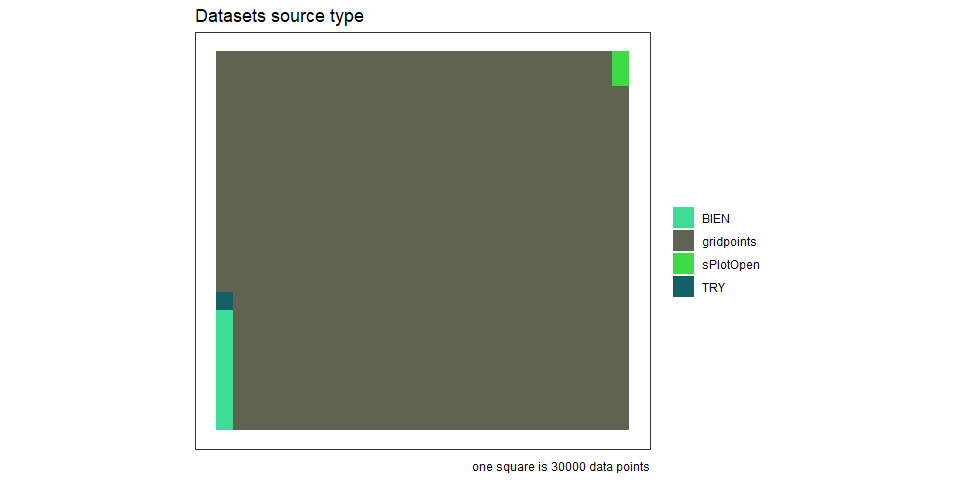 Datasets source type
BIEN
gridpoints
sPlotOpen
TRY
one square is 30000 data points